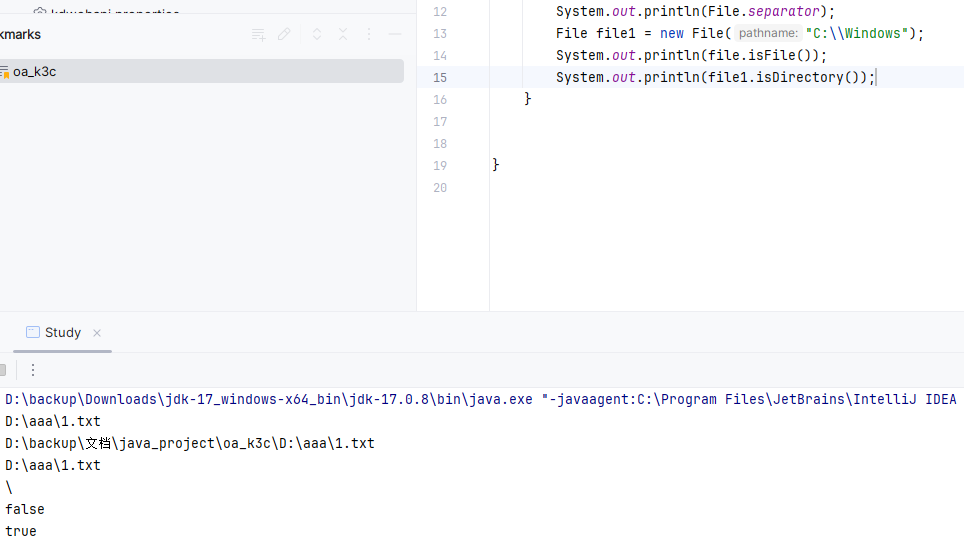 kmarks
oa_k3c
12 System.out.println(File.separator);
13 File file1 = new File( pathname: "C:\\Windows");
14 System.out.println(file.isFile());
15 System.out.println(file1.isDirectory());
16 }
17
18
19 }
20
Study
D:\backup\Downloads\jdk-17_windows-x64_bin\jdk-17.0.8\bin\java.exe "-javaagent:C:\Program Files\JetBrains\IntelliJ IDEA
D:\aaa\1.txt
D:\backup\文档\java_project\oa_k3c\D:\aaa\1.txt
D:\aaa\1.txt
\
false
true